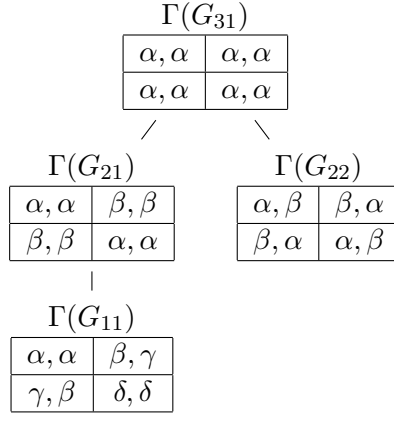 Γ(G₃₁)
α, α | α, α
α, α | α, α
Γ(G₂₁) Γ(G₂₂)
α, α | β, β α, β | β, α
β, β | α, α β, α | α, β
Γ(G₁₁)
α, α | β, γ
γ, β | δ, δ